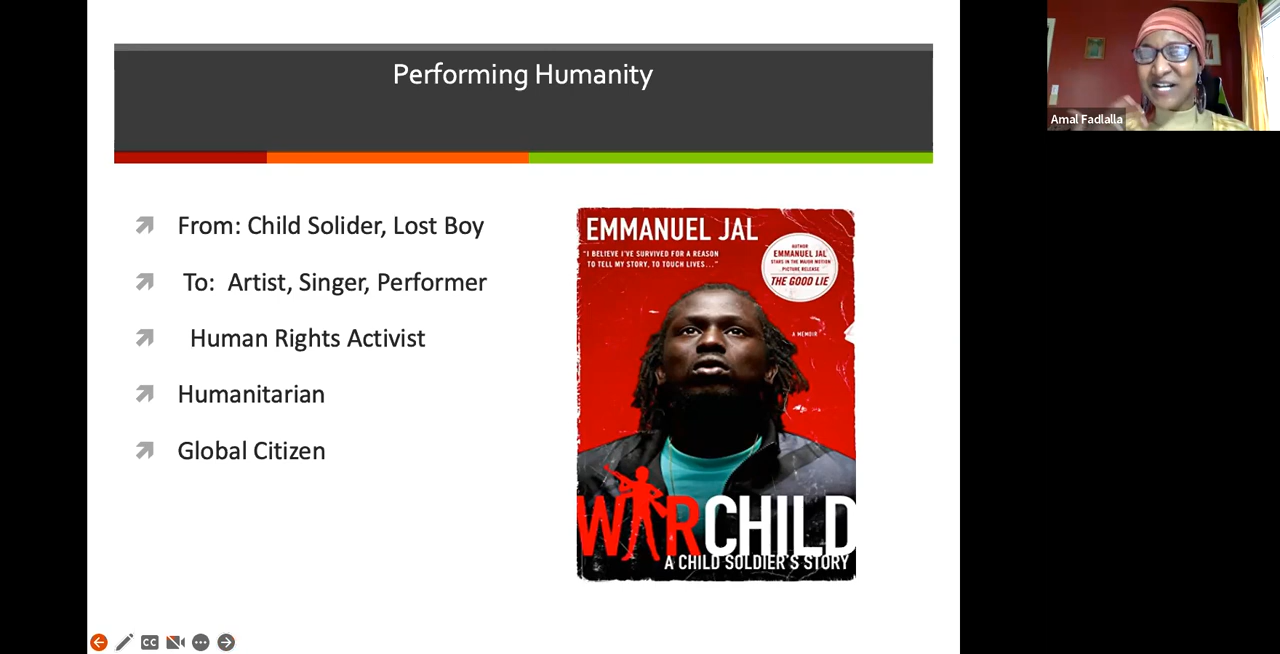 Performing Humanity
From: Child Solider, Lost Boy
To: Artist, Singer, Performer
Human Rights Activist
Humanitarian
Global Citizen
EMMANUEL JAL
"I BELIEVE I'VE SURVIVED FOR A REASON
TO TELL MY STORY, TO TOUCH LIVES..."
AUTHOR
EMMANUEL JAL
STARS IN THE MAJOR MOTION
PICTURE RELEASE
THE GOOD LIE
A MEMOIR
WARCHILD
A CHILD SOLDIER'S STORY
CC
Amal Fadlalla